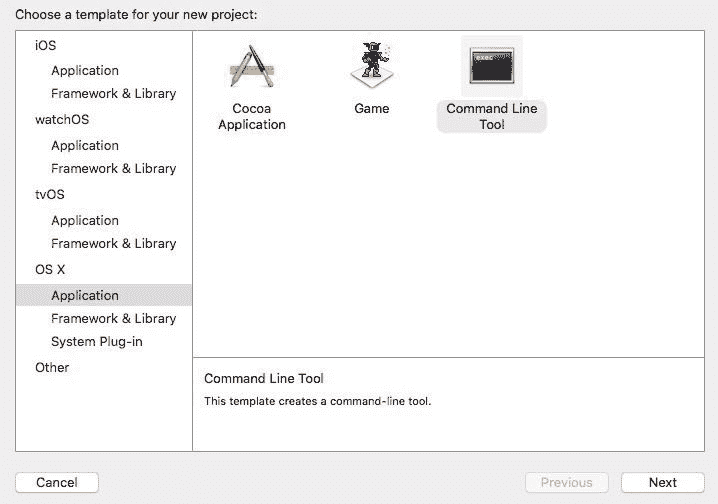 Choose a template for your new project:
iOS
Application
Framework & Library
watchOS
Application
Framework & Library
tvOS
Application
Framework & Library
OS X
Application
Framework & Library
System Plug-in
Other
Cocoa
Application
Game
exec
Command Line
Tool
Command Line Tool
This template creates a command-line tool.
Cancel
Previous
Next